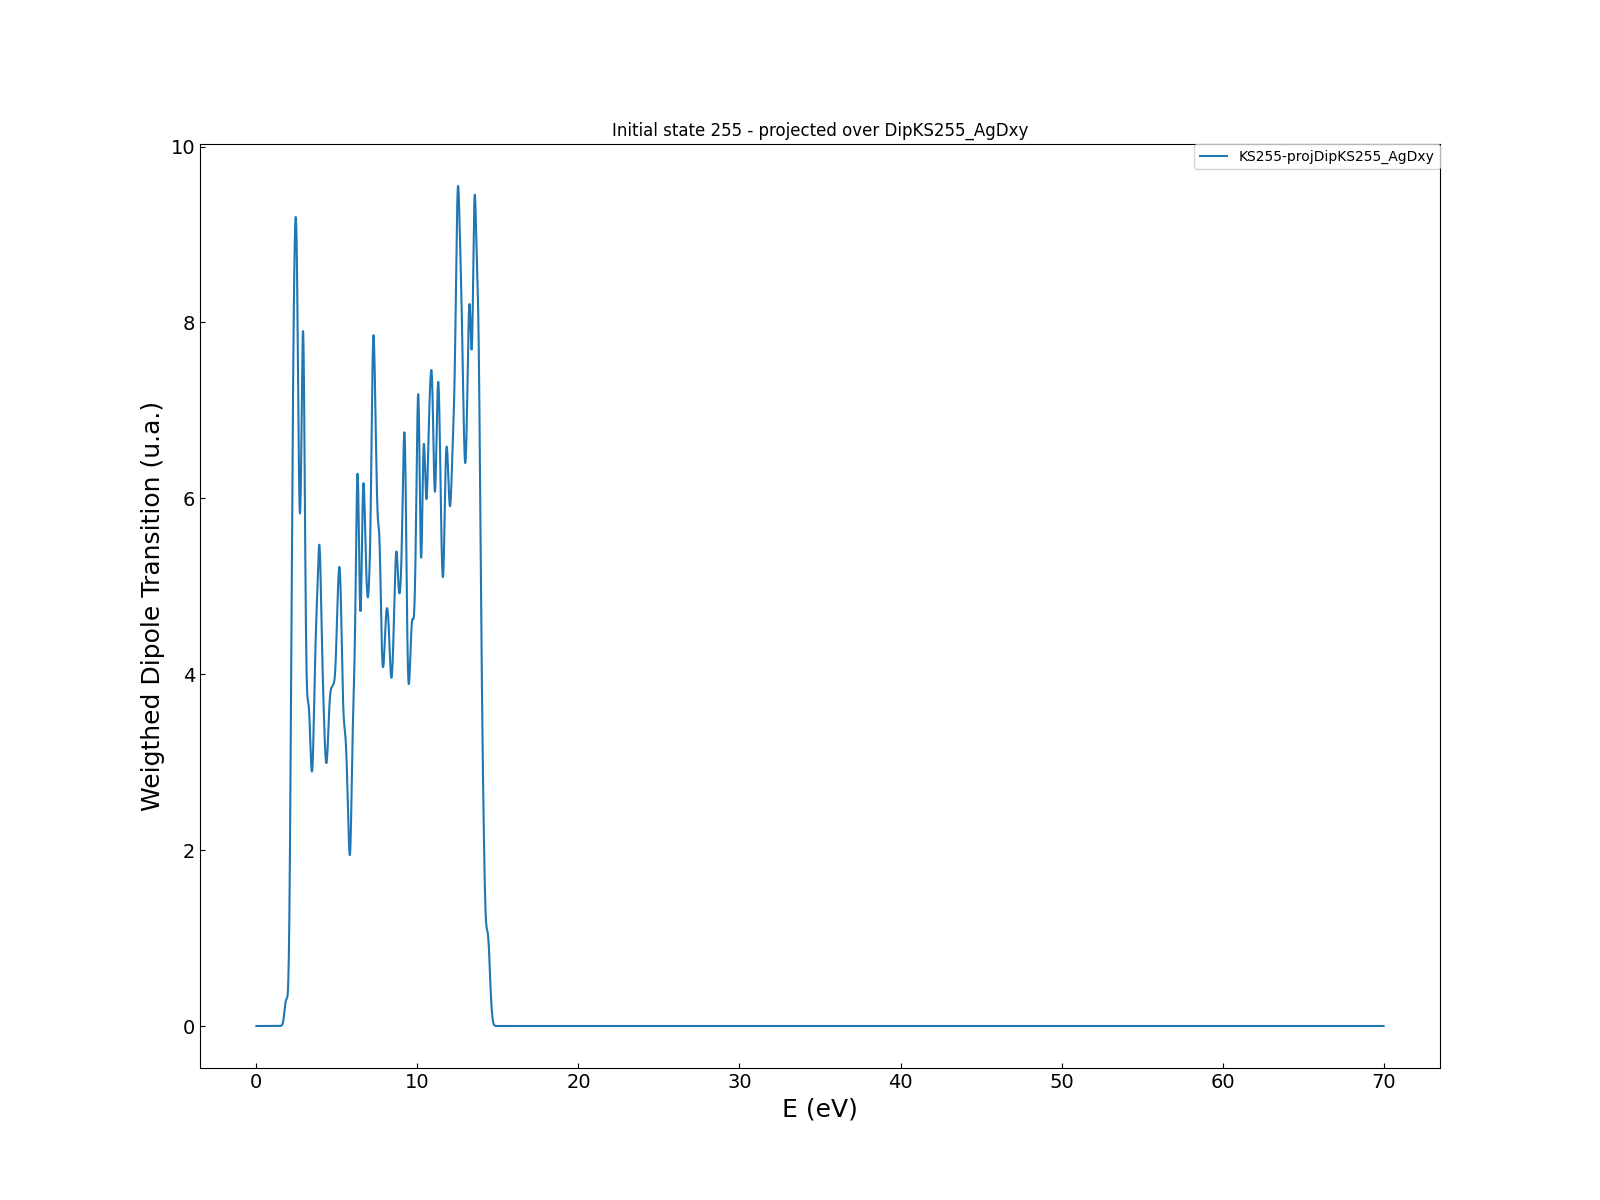 Initial state 255 - projected over DipKS255_AgDxy
KS255-projDipKS255_AgDxy
Weigthed Dipole Transition (u.a.)
10
8
6
4
2
0
0 10 20 30 40 50 60 70
E (eV)